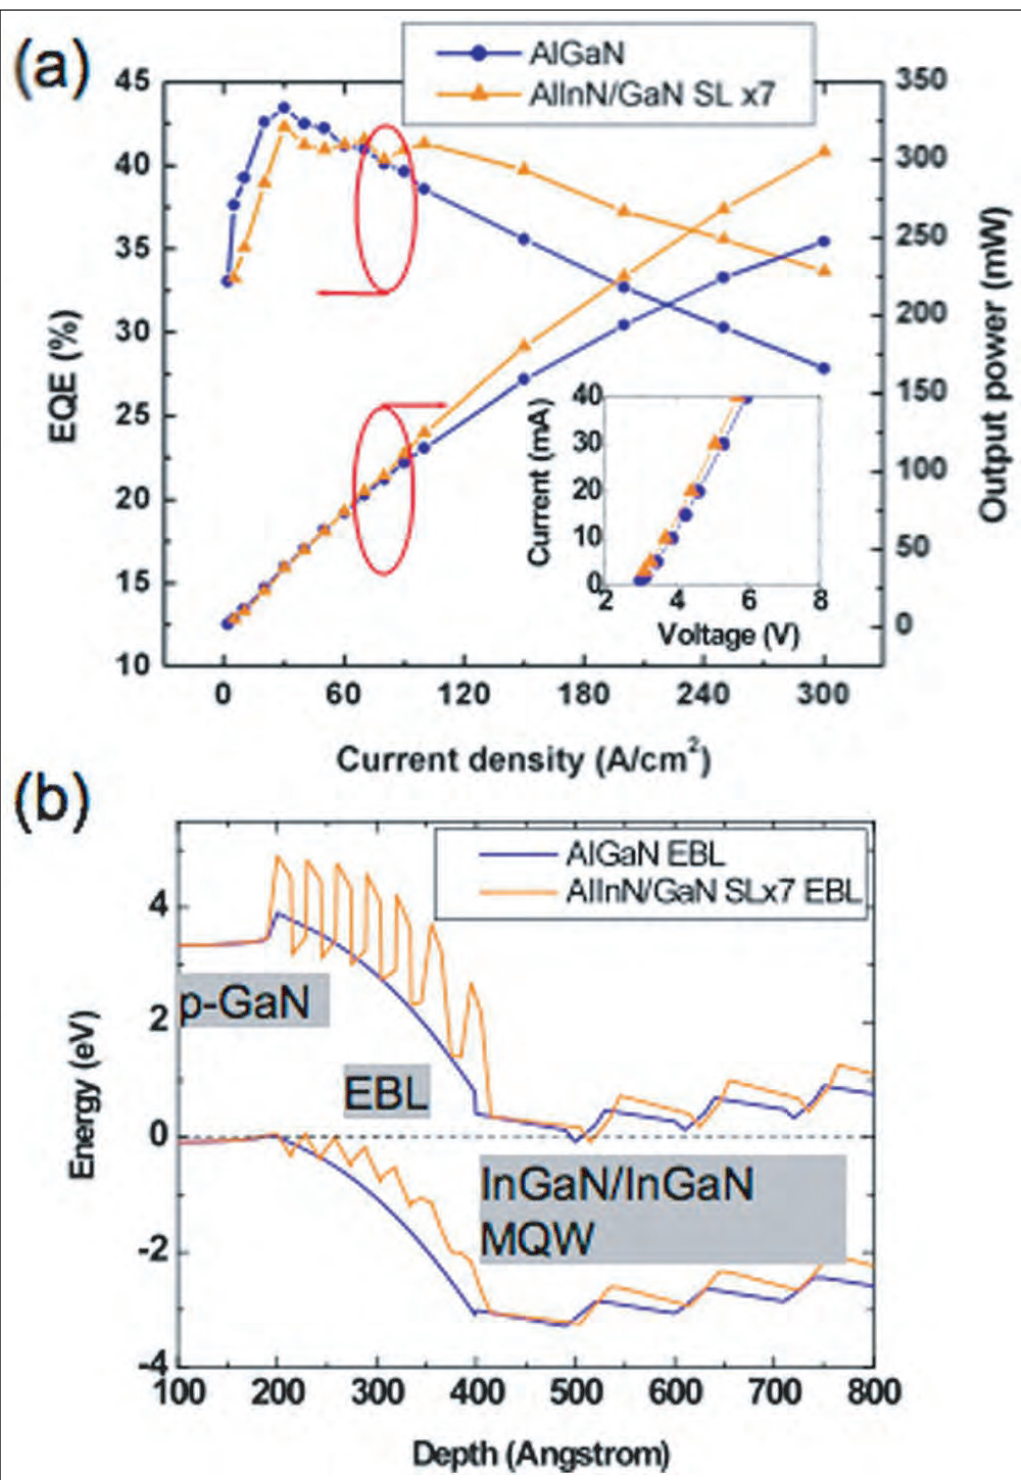 (a)
AlGaN
AlInN/GaN SL x7
45
40
35
30
25
20
15
10
EQE (%)
350
300
250
200
150
100
50
0
Output power (mW)
0
60
120
180
240
300
Current density (A/cm²)
40
30
20
10
0
Current (mA)
2
4
6
8
Voltage (V)
(b)
AlGaN EBL
AlInN/GaN SLx7 EBL
4
2
0
-2
-4
Energy (eV)
p-GaN
EBL
InGaN/InGaN
MQW
100
200
300
400
500
600
700
800
Depth (Angstrom)